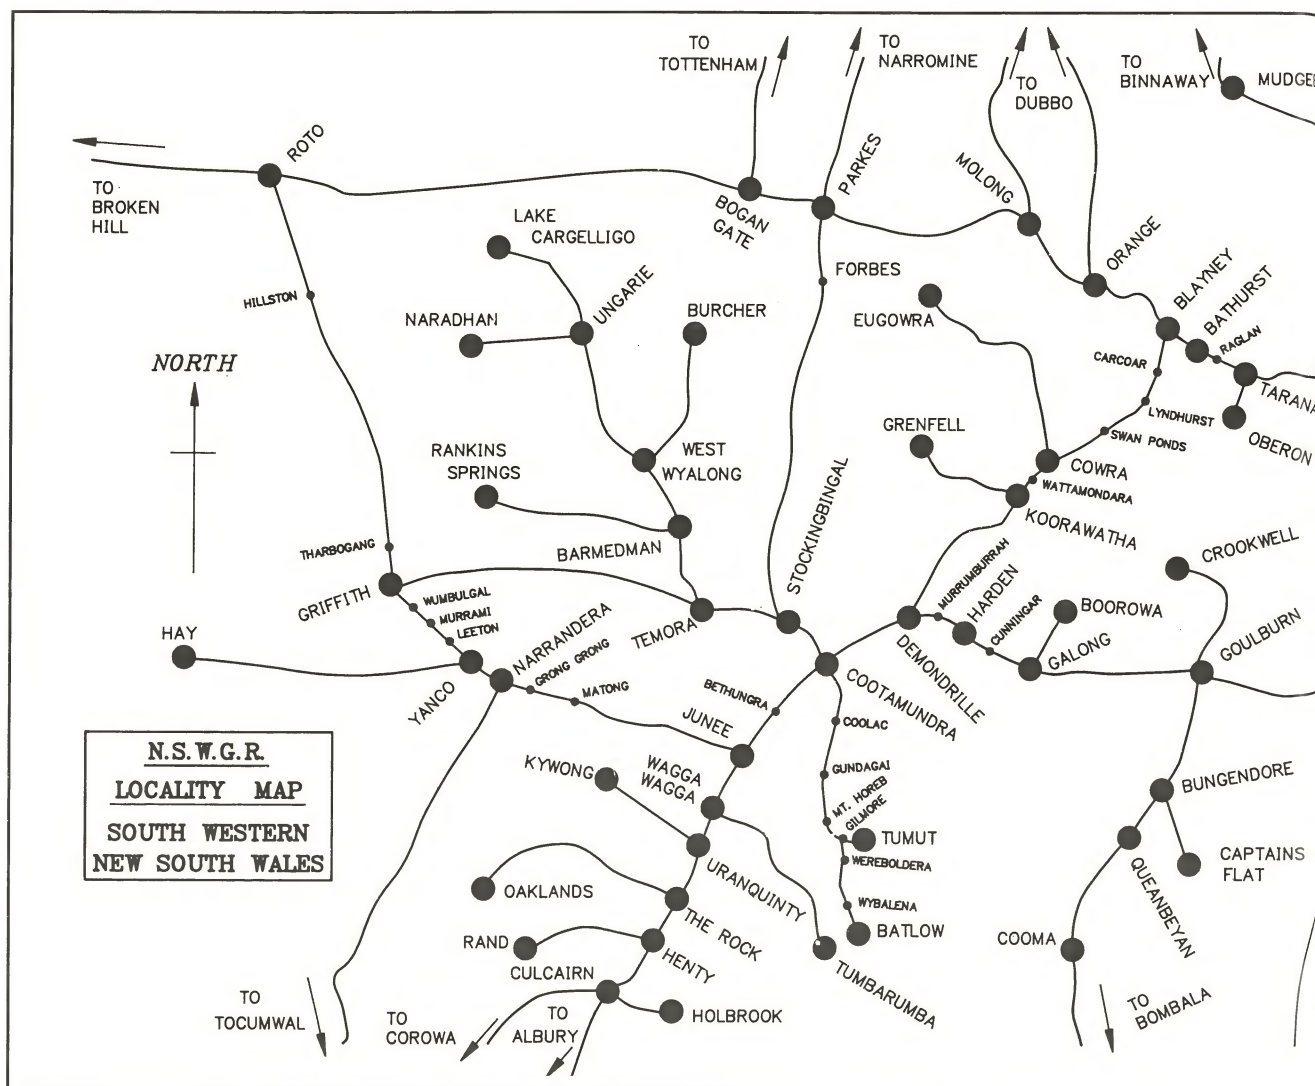 TO
TOTTENHAM
TO
NARROMINE
TO
DUBBO
TO
BINNAWAY
MUDGE
ROTO
TO
BROKEN
HILL
BOGAN
GATE
PARKES
MOLONG
LAKE
CARGELLIGO
ORANGE
HILLSTON
NARADHAN
UNGARIE
BURCHER
FORBES
EUGOWRA
BLAYNEY
BATHURST
RAGLAN
CARCOAR
TARAN
LYNDHURST
OBERON
SWAN PONDS
NORTH
RANKINS
SPRINGS
WEST
WYALONG
GRENFELL
COWRA
WATTAMONDARA
KOORAWATHA
BARMEDMAN
STOCKINGBINGAL
CROOKWELL
THARBOGANG
GRIFFITH
WUMBULGAL
MURRAMI
LEETON
TEMORA
MURRUMBURRAH
HARDEN
CUNNINGAR
BOOROWA
GALONG
GOULBURN
HAY
YANCO
NARRANDERA
GRONG GRONG
MATONG
JUNEE
BETHUNGRA
COOTAMUNDRA
DEMONDRILLE
COOLAC
GUNDAGAI
MT. HOREB
GILMORE
TUMUT
WEREBOLDERA
WYBALENA
BATLOW
N.S.W.G.R.
LOCALITY MAP
SOUTH WESTERN
NEW SOUTH WALES
KYWONG
WAGGA
WAGGA
URANQUINTY
OAKLANDS
THE ROCK
RAND
HENTY
CULCAIRN
HOLBROOK
TUMBARUMBA
BUNGENDORE
QUEANBEYAN
CAPTAINS
FLAT
COOMA
TO
BOMBALA
TO
TOCUMWAL
TO
COROWA
TO
ALBURY